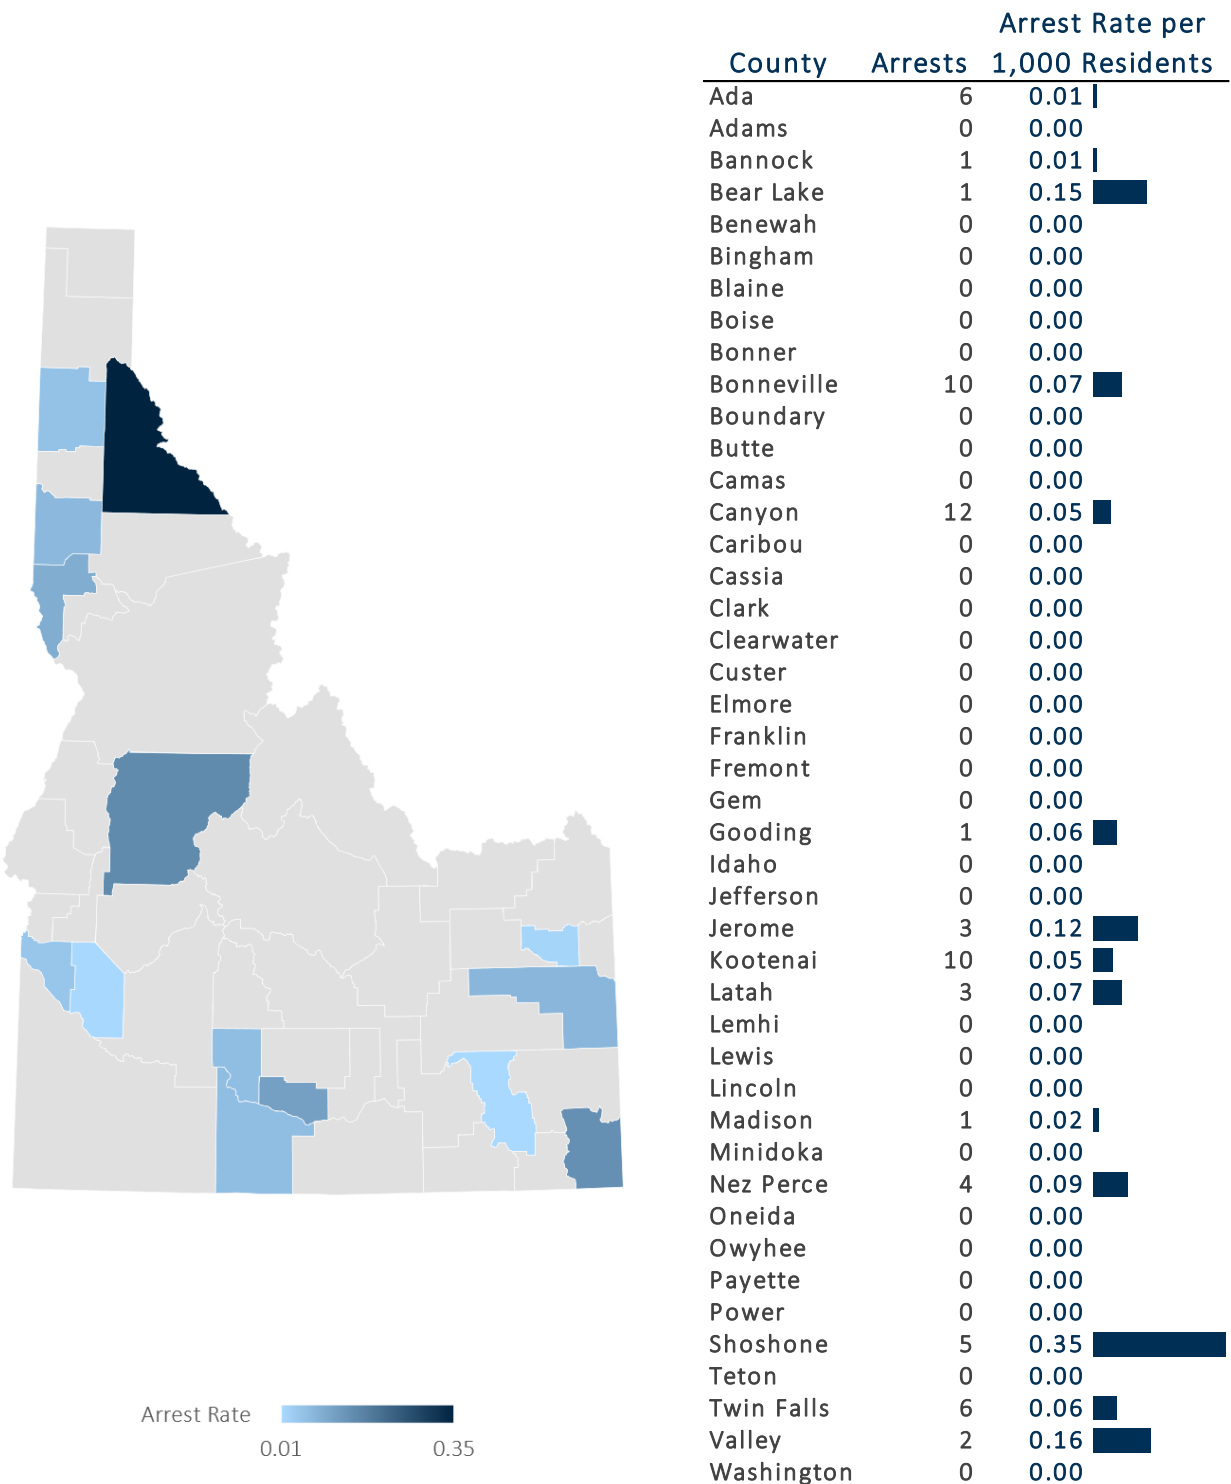 Arrest Rate per
County Arrests 1,000 Residents
Ada 6 0.01
Adams 0 0.00
Bannock 1 0.01
Bear Lake 1 0.15
Benewah 0 0.00
Bingham 0 0.00
Blaine 0 0.00
Boise 0 0.00
Bonner 0 0.00
Bonneville 10 0.07
Boundary 0 0.00
Butte 0 0.00
Camas 0 0.00
Canyon 12 0.05
Caribou 0 0.00
Cassia 0 0.00
Clark 0 0.00
Clearwater 0 0.00
Custer 0 0.00
Elmore 0 0.00
Franklin 0 0.00
Fremont 0 0.00
Gem 0 0.00
Gooding 1 0.06
Idaho 0 0.00
Jefferson 0 0.00
Jerome 3 0.12
Kootenai 10 0.05
Latah 3 0.07
Lemhi 0 0.00
Lewis 0 0.00
Lincoln 0 0.00
Madison 1 0.02
Minidoka 0 0.00
Nez Perce 4 0.09
Oneida 0 0.00
Owyhee 0 0.00
Payette 0 0.00
Power 0 0.00
Shoshone 5 0.35
Teton 0 0.00
Twin Falls 6 0.06
Valley 2 0.16
Washington 0 0.00
Arrest Rate
0.01 0.35